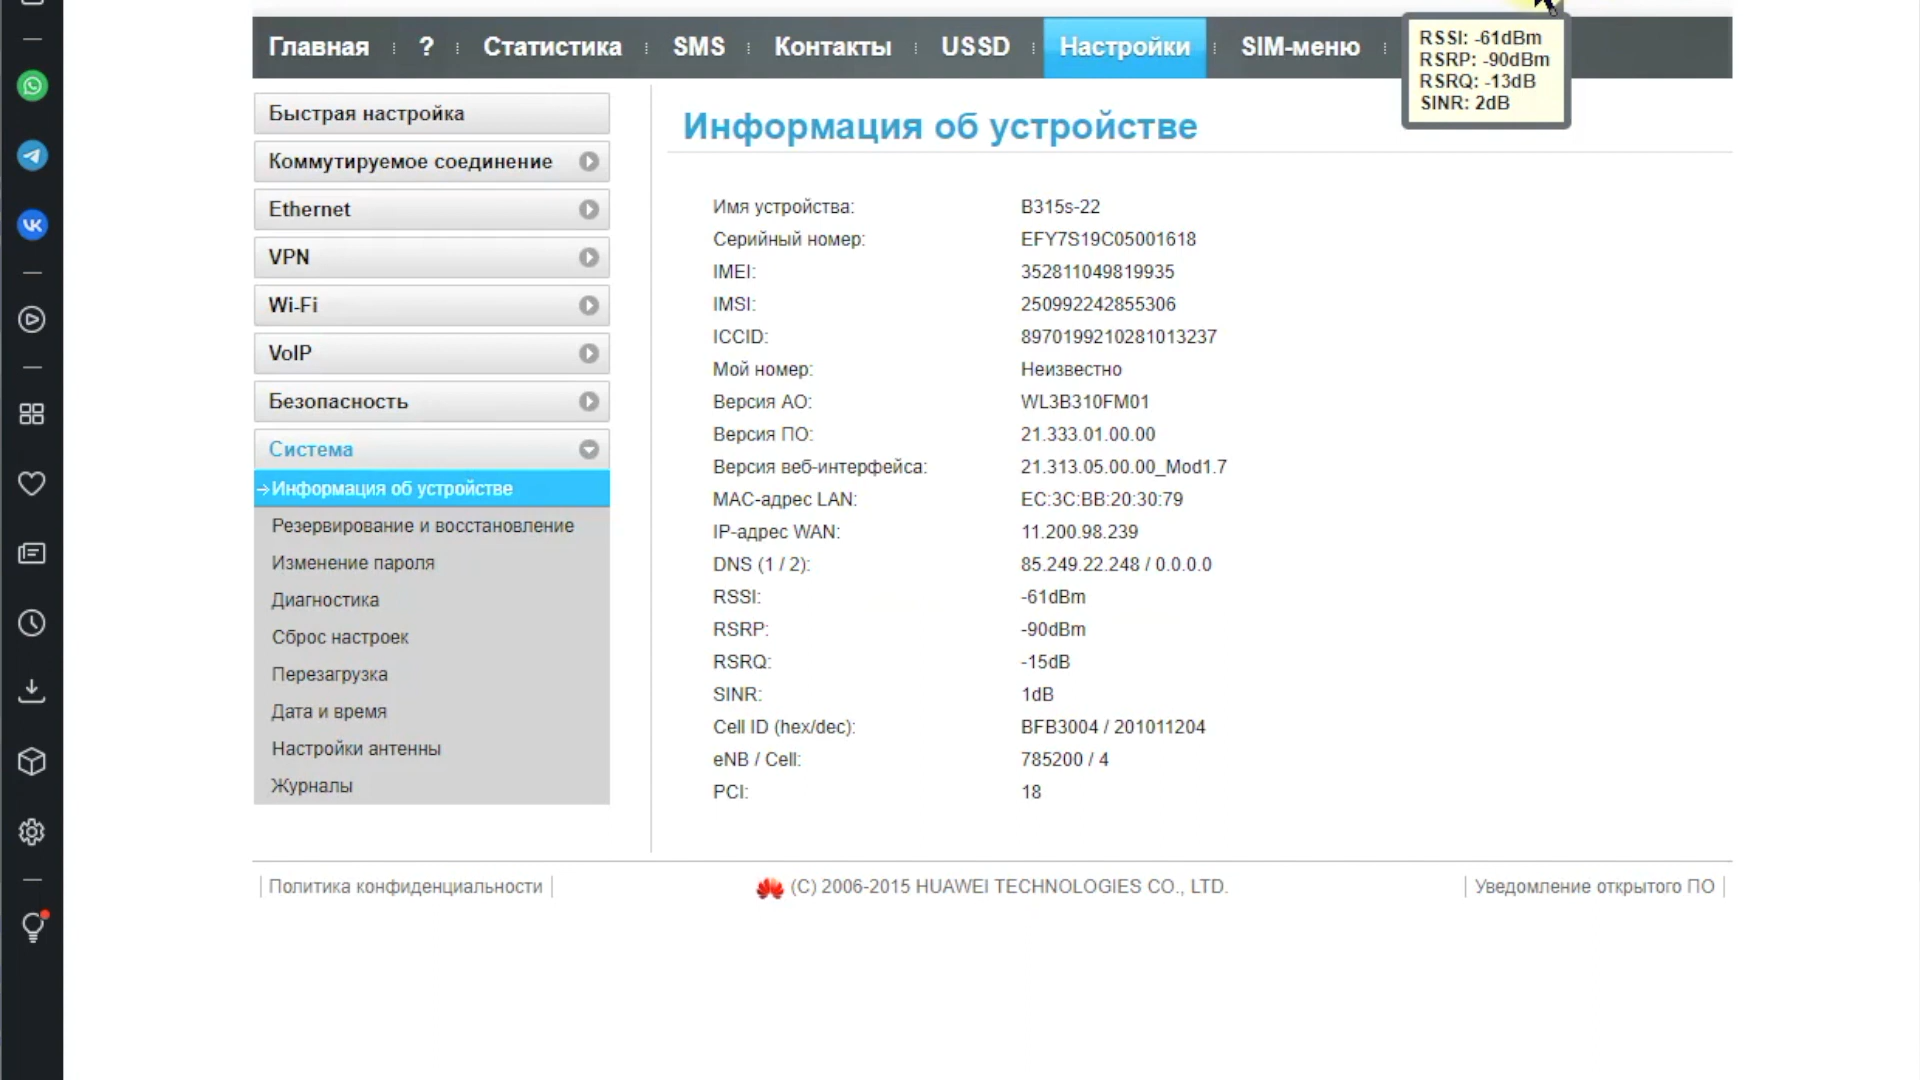 Главная ? Статистика SMS Контакты USSD Настройки SIM-меню
RSSI: -61dBm
RSRP: -90dBm
RSRQ: -13dB
SINR: 2dB
Быстрая настройка
Коммутируемое соединение
Ethernet
VPN
Wi-Fi
VoIP
Безопасность
Система
Информация об устройстве
Резервирование и восстановление
Изменение пароля
Диагностика
Сброс настроек
Перезагрузка
Дата и время
Настройки антенны
Журналы
Информация об устройстве
Имя устройства: B315s-22
Серийный номер: EFY7S19C05001618
IMEI: 352811049819935
IMSI: 250992242855306
ICCID: 8970199210281013237
Мой номер: Неизвестно
Версия АО: WL3B310FM01
Версия ПО: 21.333.01.00.00
Версия веб-интерфейса: 21.313.05.00.00_Mod1.7
MAC-адрес LAN: EC:3C:BB:20:30:79
IP-адрес WAN: 11.200.98.239
DNS (1 / 2): 85.249.22.248 / 0.0.0.0
RSSI: -61dBm
RSRP: -90dBm
RSRQ: -15dB
SINR: 1dB
Cell ID (hex/dec): BFB3004 / 201011204
eNB / Cell: 785200 / 4
PCI: 18
Политика конфиденциальности
(C) 2006-2015 HUAWEI TECHNOLOGIES CO., LTD.
Уведомление открытого ПО